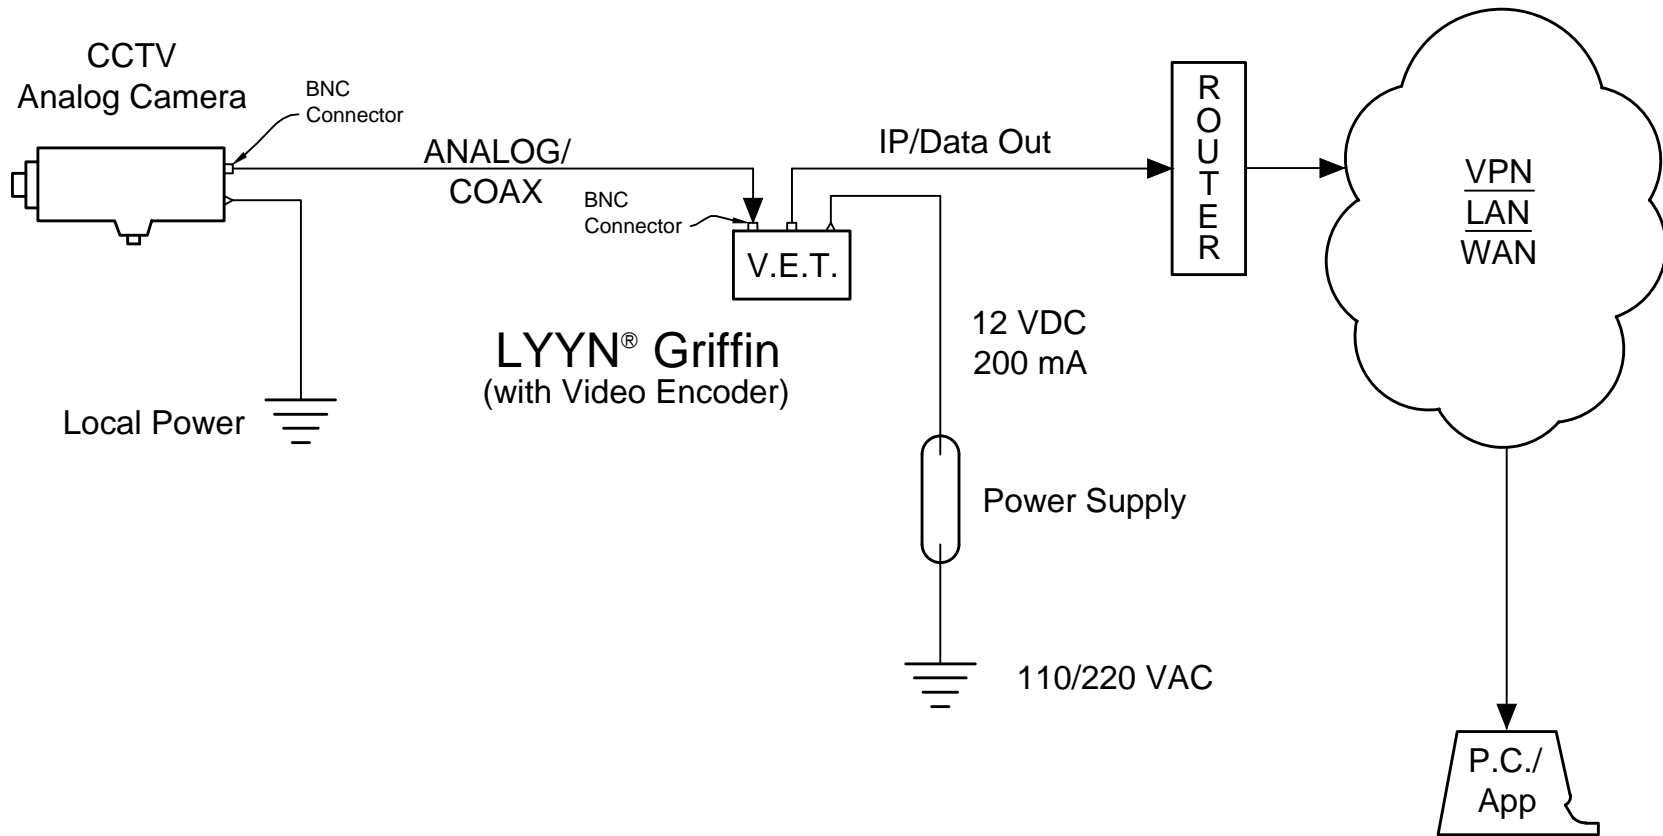 CCTV
Analog Camera
BNC
Connector
ANALOG/
COAX
BNC
Connector
V.E.T.
IP/Data Out
ROUTER
VPN
LAN
WAN
LYYN® Griffin
(with Video Encoder)
12 VDC
200 mA
Local Power
Power Supply
110/220 VAC
P.C./
App